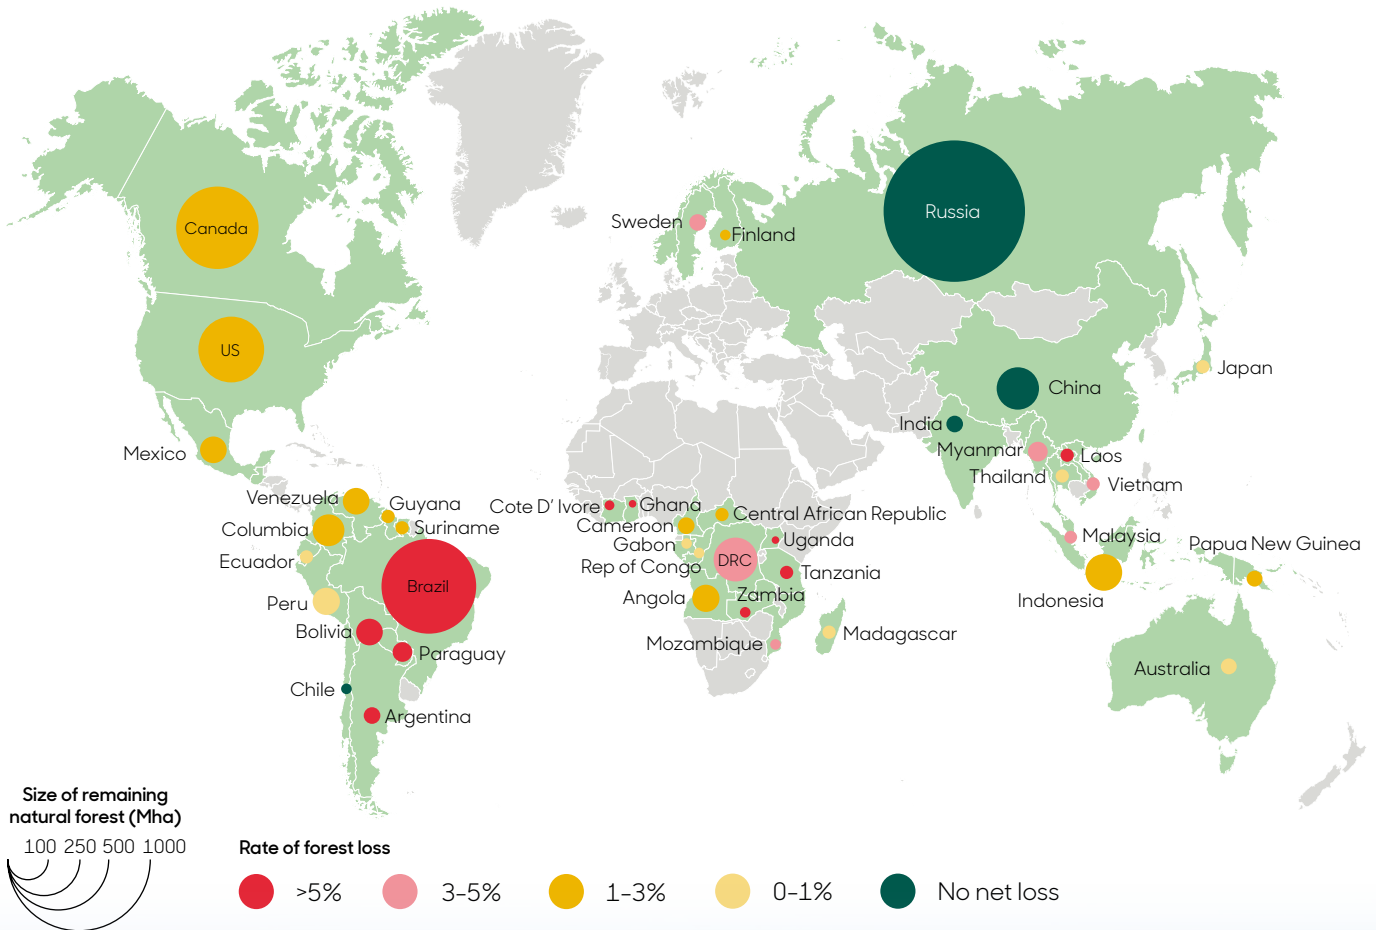 Canada
US
Mexico
Venezuela
Guyana
Columbia
Suriname
Ecuador
Brazil
Peru
Bolivia
Paraguay
Chile
Argentina
Sweden
Finland
Russia
Japan
China
India
Myanmar
Laos
Thailand
Vietnam
Cote D' Ivore
Ghana
Cameroon
Central African Republic
Gabon
Uganda
Rep of Congo
DRC
Tanzania
Angola
Zambia
Mozambique
Madagascar
Malaysia
Papua New Guinea
Indonesia
Australia
Size of remaining
natural forest (Mha)
100 250 500 1000
Rate of forest loss
>5%
3-5%
1-3%
0-1%
No net loss